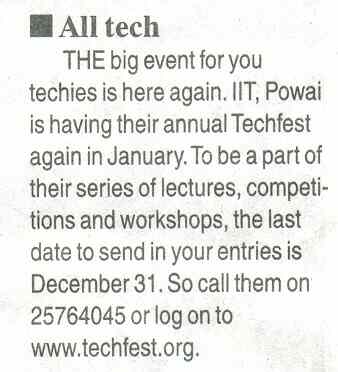 All tech
THE big event for you
techies is here again. IIT, Powai
is having their annual Techfest
again in January. To be a part of
their series of lectures, competi-
tions and workshops, the last
date to send in your entries is
December 31. So call them on
25764045 or log on to
www.techfest.org.